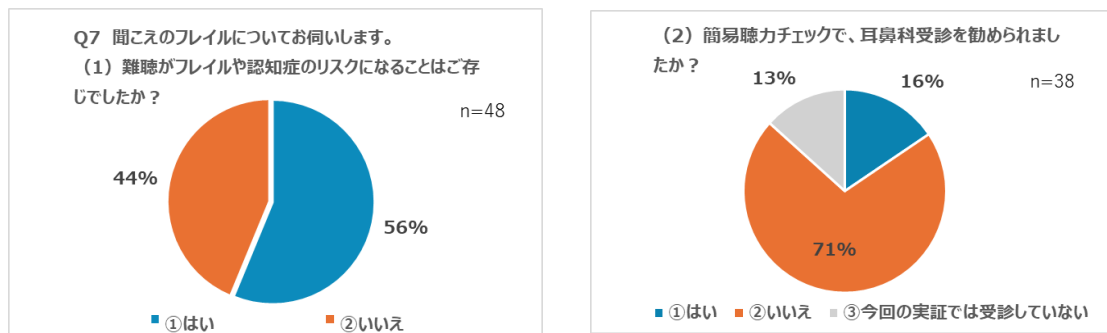 Q7 聞こえのフレイルについてお伺いします。
（1）難聴がフレイルや認知症のリスクになることはご存
じでしたか？
n=48
44%
56%
①はい ②いいえ
（2）簡易聴力チェックで、耳鼻科受診を勧められまし
たか？
13%
16%
n=38
71%
①はい ②いいえ ③今回の実証では受診していない